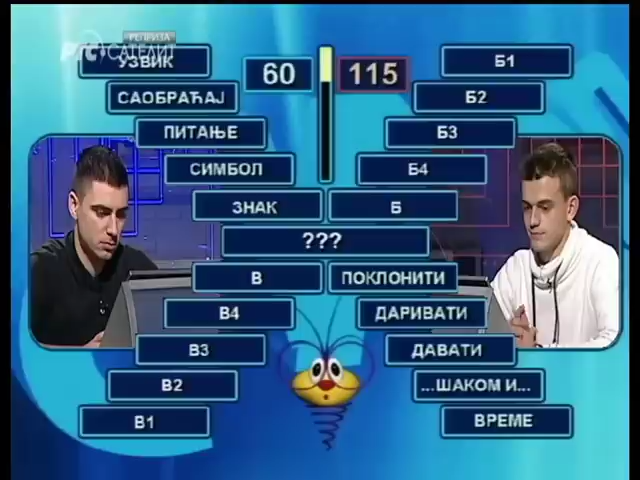 РЕПРИЗА
РТС САТЕЛИТ
УЗВИК
60
115
Б1
САОБРАЋАЈ
Б2
ПИТАЊЕ
Б3
СИМБОЛ
Б4
ЗНАК
Б
???
В
ПОКЛОНИТИ
В4
ДАРИВАТИ
В3
ДАВАТИ
В2
...ШАКОМ И...
В1
ВРЕМЕ